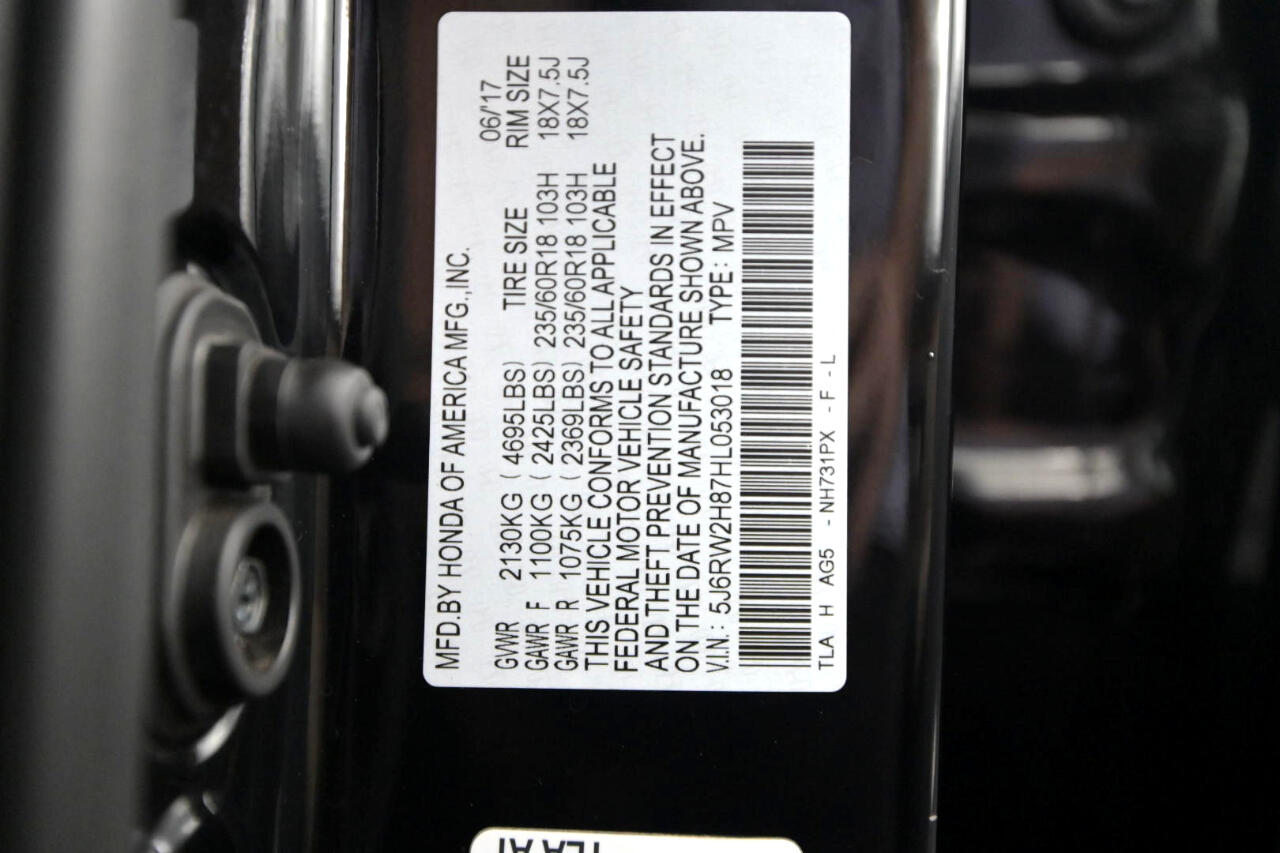 MFD.BY HONDA OF AMERICA MFG.,INC.
06/'17
GVWR 2130KG ( 4695LBS) TIRE SIZE RIM SIZE
GAWR F 1100KG ( 2425LBS) 235/60R18 103H 18X7.5J
GAWR R 1075KG ( 2369LBS) 235/60R18 103H 18X7.5J
THIS VEHICLE CONFORMS TO ALL APPLICABLE
FEDERAL MOTOR VEHICLE SAFETY
AND THEFT PREVENTION STANDARDS IN EFFECT
ON THE DATE OF MANUFACTURE SHOWN ABOVE.
V.I.N.: 5J6RW2H87HL053018 TYPE: MPV
TLA H AG5 - NH731PX - F - L